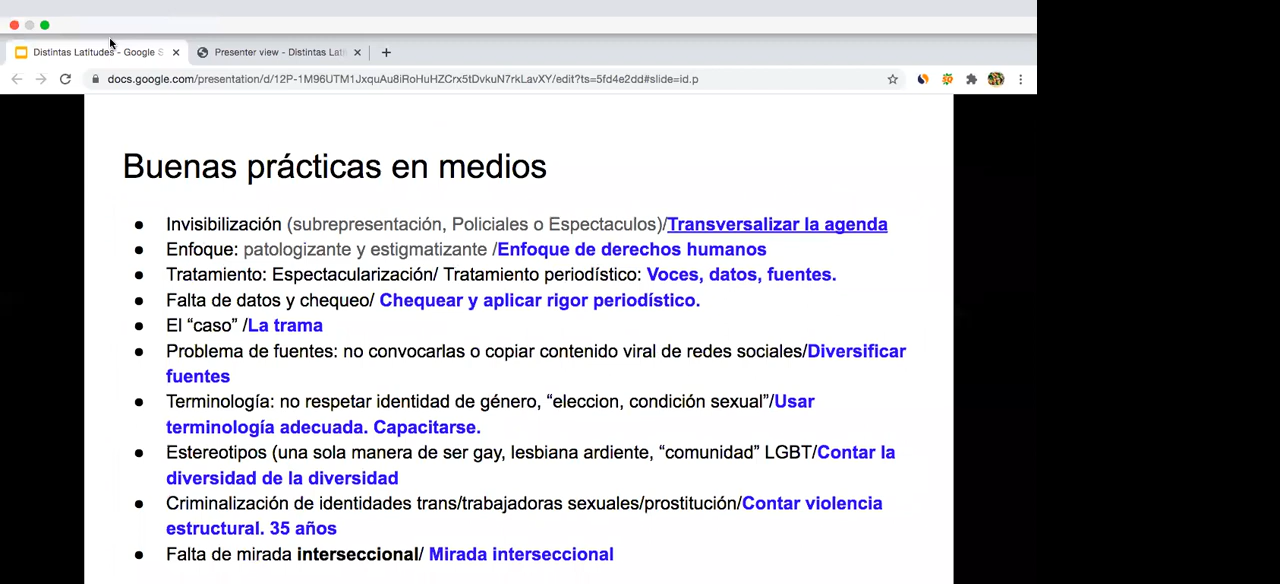 Distintas Latitudes - Google S
Presenter view - Distintas Lati
docs.google.com/presentation/d/12P-1M96UTM1JxquAu8iRoHuHZCrx5tDvkuN7rkLavXY/edit?ts=5fd4e2dd#slide=id.p
Buenas prácticas en medios
● Invisibilización (subrepresentación, Policiales o Espectaculos)/Transversalizar la agenda
● Enfoque: patologizante y estigmatizante /Enfoque de derechos humanos
● Tratamiento: Espectacularización/ Tratamiento periodístico: Voces, datos, fuentes.
● Falta de datos y chequeo/ Chequear y aplicar rigor periodístico.
● El “caso” /La trama
● Problema de fuentes: no convocarlas o copiar contenido viral de redes sociales/Diversificar
fuentes
● Terminología: no respetar identidad de género, “eleccion, condición sexual”/Usar
terminología adecuada. Capacitarse.
● Estereotipos (una sola manera de ser gay, lesbiana ardiente, “comunidad” LGBT/Contar la
diversidad de la diversidad
● Criminalización de identidades trans/trabajadoras sexuales/prostitución/Contar violencia
estructural. 35 años
● Falta de mirada interseccional/ Mirada interseccional